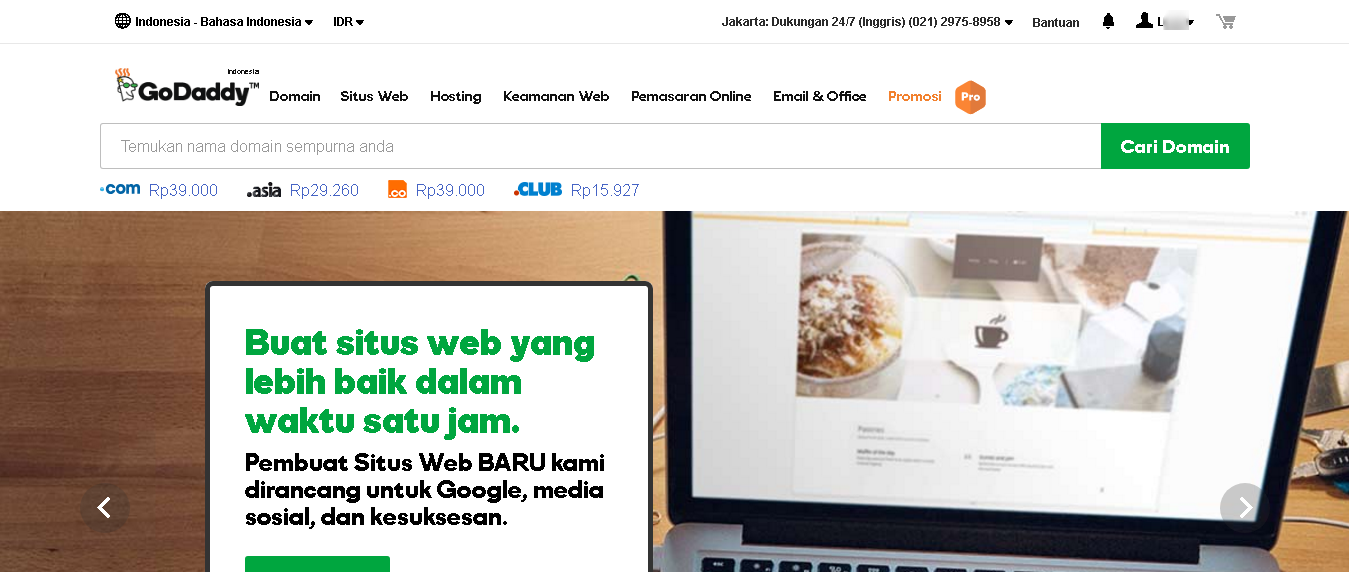 Indonesia - Bahasa Indonesia IDR Jakarta: Dukungan 24/7 (Inggris) (021) 2975-8958 Bantuan
Indonesia
GoDaddy™ Domain Situs Web Hosting Keamanan Web Pemasaran Online Email & Office Promosi Pro
Temukan nama domain sempurna anda Cari Domain
.com Rp39.000 .asia Rp29.260 .co Rp39.000 .CLUB Rp15.927
Buat situs web yang
lebih baik dalam
waktu satu jam.
Pembuat Situs Web BARU kami
dirancang untuk Google, media
sosial, dan kesuksesan.